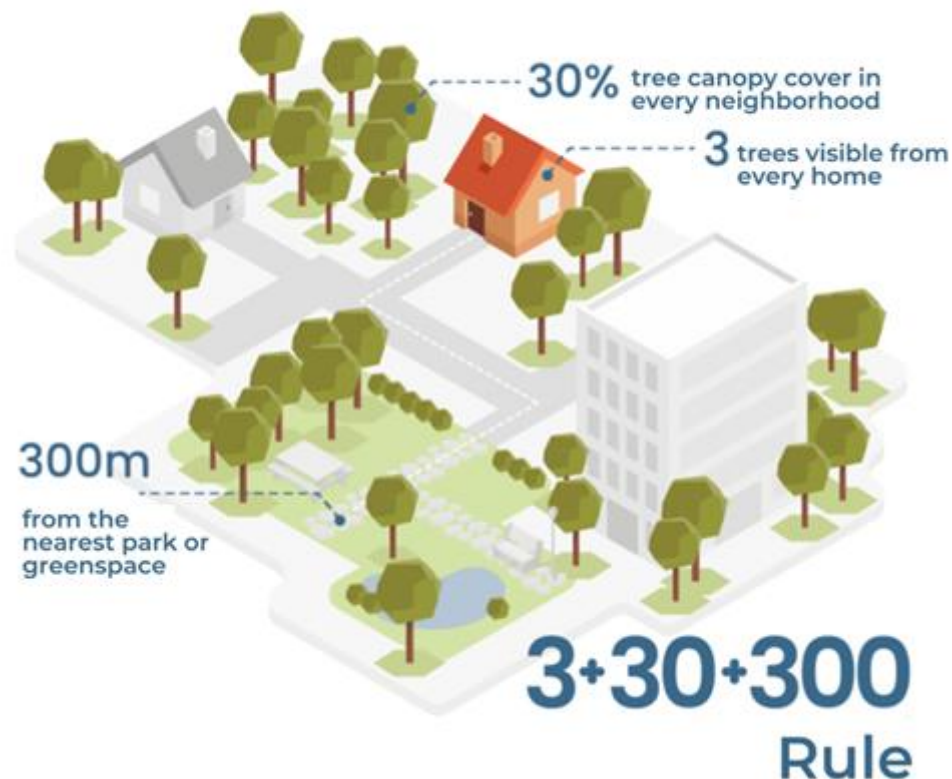 30% tree canopy cover in
every neighborhood
3 trees visible from
every home
300m
from the
nearest park or
greenspace
3+30+300
Rule